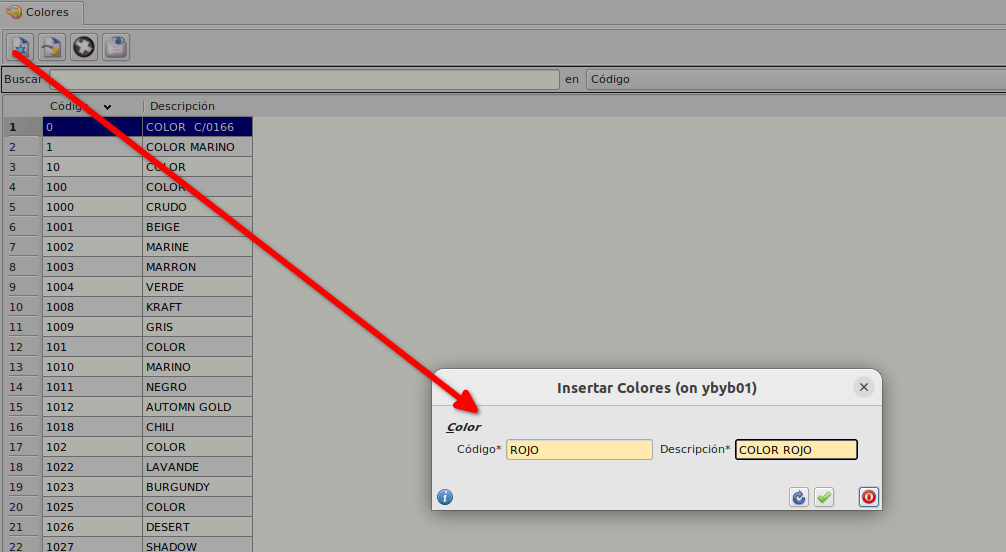 Colores
Buscar en Código
Código Descripción
1 0 COLOR C/0166
2 1 COLOR MARINO
3 10 COLOR
4 100 COLOR
5 1000 CRUDO
6 1001 BEIGE
7 1002 MARINE
8 1003 MARRON
9 1004 VERDE
10 1008 KRAFT
11 1009 GRIS
12 101 COLOR
13 1010 MARINO
14 1011 NEGRO
15 1012 AUTOMN GOLD
16 1018 CHILI
17 102 COLOR
18 1022 LAVANDE
19 1023 BURGUNDY
20 1025 COLOR
21 1026 DESERT
22 1027 SHADOW
Insertar Colores (on ybyb01)
Color
Código* ROJO Descripción* COLOR ROJO